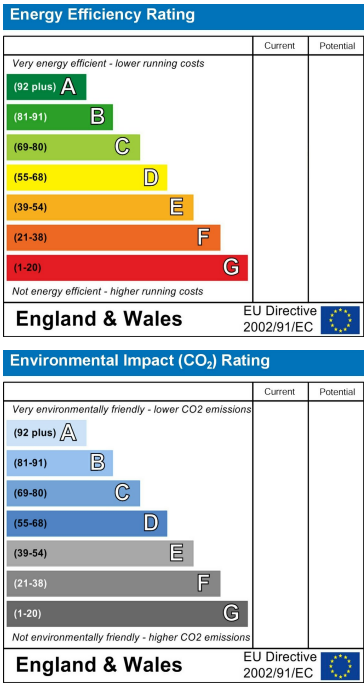 Energy Efficiency Rating
Current Potential
Very energy efficient - lower running costs
(92 plus) A
(81-91) B
(69-80) C
(55-68) D
(39-54) E
(21-38) F
(1-20) G
Not energy efficient - higher running costs
England & Wales
EU Directive
2002/91/EC
Environmental Impact (CO₂) Rating
Current Potential
Very environmentally friendly - lower CO2 emissions
(92 plus) A
(81-91) B
(69-80) C
(55-68) D
(39-54) E
(21-38) F
(1-20) G
Not environmentally friendly - higher CO2 emissions
England & Wales
EU Directive
2002/91/EC